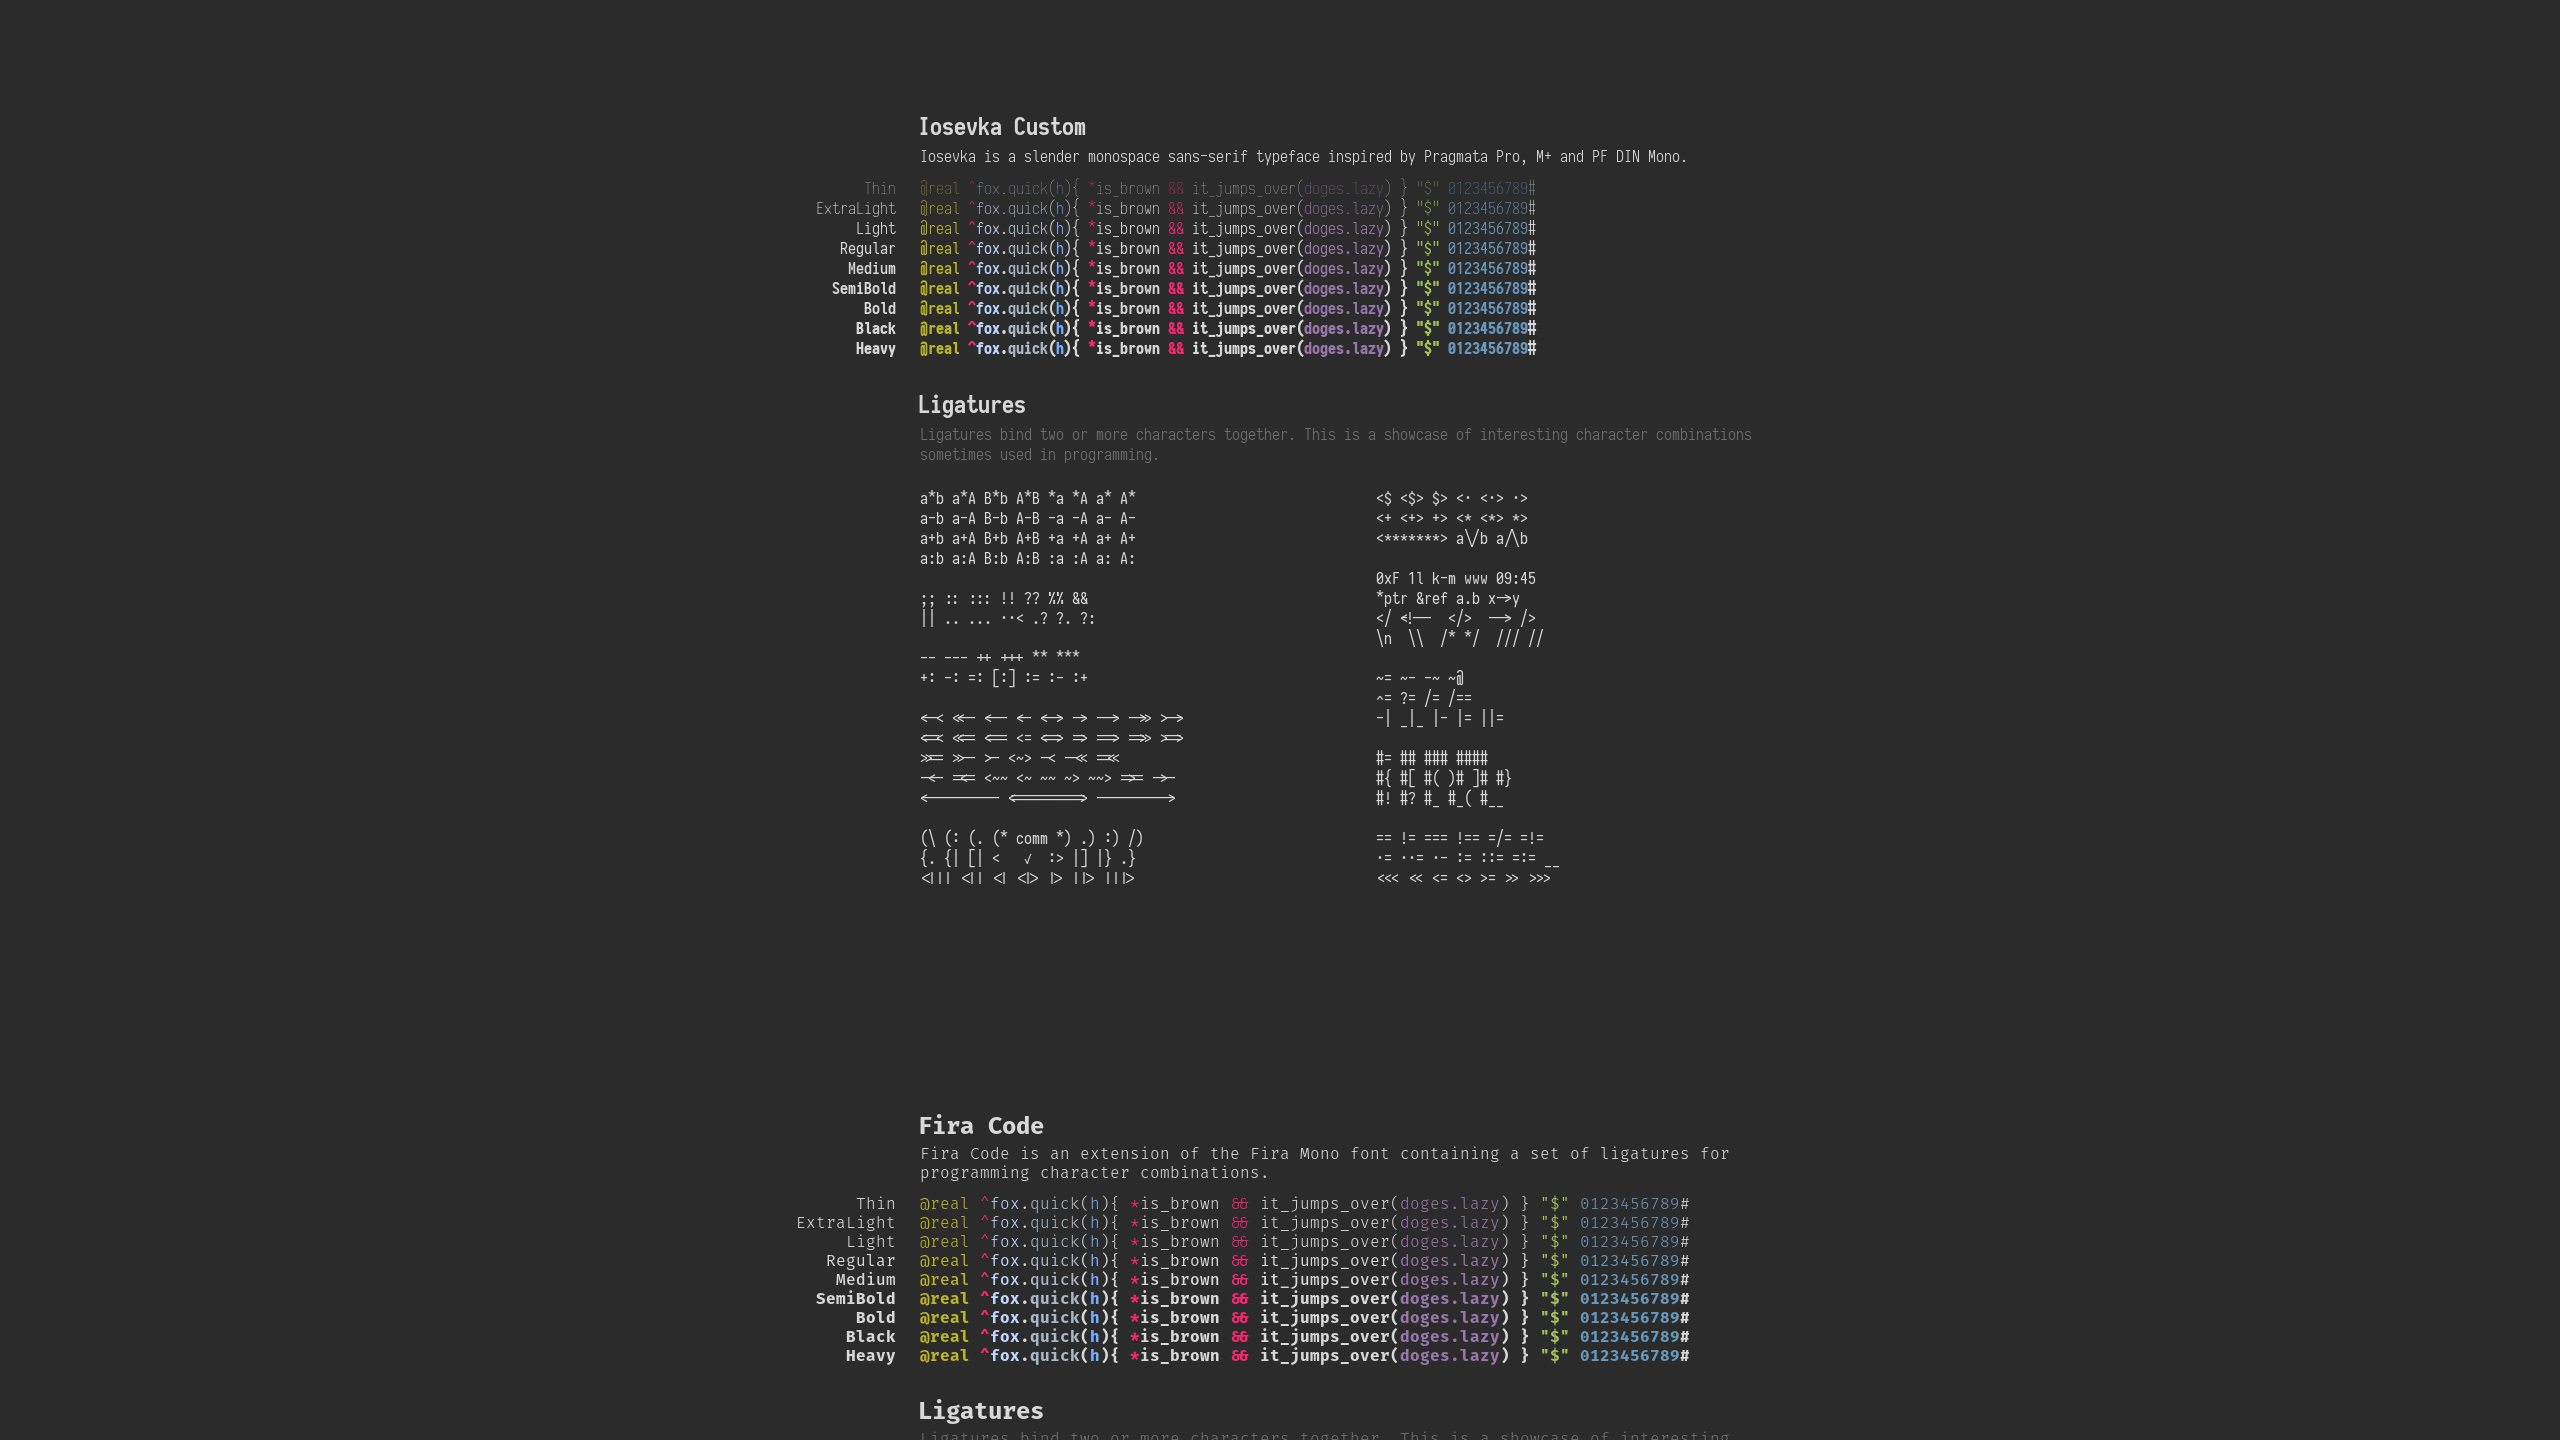 Iosevka Custom
Iosevka is a slender monospace sans-serif typeface inspired by Pragmata Pro, M+ and PF DIN Mono.
Thin @real ^fox.quick(h){ *is_brown && it_jumps_over(doges.lazy) } "$" 0123456789#
ExtraLight @real ^fox.quick(h){ *is_brown && it_jumps_over(doges.lazy) } "$" 0123456789#
Light @real ^fox.quick(h){ *is_brown && it_jumps_over(doges.lazy) } "$" 0123456789#
Regular @real ^fox.quick(h){ *is_brown && it_jumps_over(doges.lazy) } "$" 0123456789#
Medium @real ^fox.quick(h){ *is_brown && it_jumps_over(doges.lazy) } "$" 0123456789#
SemiBold @real ^fox.quick(h){ *is_brown && it_jumps_over(doges.lazy) } "$" 0123456789#
Bold @real ^fox.quick(h){ *is_brown && it_jumps_over(doges.lazy) } "$" 0123456789#
Black @real ^fox.quick(h){ *is_brown && it_jumps_over(doges.lazy) } "$" 0123456789#
Heavy @real ^fox.quick(h){ *is_brown && it_jumps_over(doges.lazy) } "$" 0123456789#
Ligatures
Ligatures bind two or more characters together. This is a showcase of interesting character combinations
sometimes used in programming.
a*b a*A B*b A*B *a *A a* A*
a-b a-A B-b A-B -a -A a- A-
a+b a+A B+b A+B +a +A a+ A+
a:b a:A B:b A:B :a :A a: A:
;; :: ::: !! ?? %% &&
|| .. ... ..< .? ?. ?:
-- --- ++ +++ ** ***
+: -: =: [:] := :- :+
<-< <<- <-- <- <-> -> --> ->> >->
<=< <<= <== <= <=> => ==> =>> >=>
>>= >>- >- <~> -< -<< =<<
-<- =<= <~~ <~ ~~ ~> ~~> =>= ->-
<--------- <========> --------->
(\ (: (. (* comm *) .) :) /)
{. {| [| < √ :> |] |} .}
<||| <|| <| <|> |> ||> |||>
<$ <$> $> <. <.> .>
<+ <+> +> <* <*> *>
<*******> a\/b a/\b
0xF 1l k-m www 09:45
*ptr &ref a.b x->y
</ <!-- </> --> />
\n \\ /* */ /// //
~= ~- -~ ~@
^= ?= /= /==
-| _|_ |- |= ||=
#= ## ### ####
#{ #[ #( )# ]# #}
#! #? #_ #_( #__
== != === !== =/= =!=
.= ..= .- := ::= =:= __
<<< << <= <> >= >> >>>
Fira Code
Fira Code is an extension of the Fira Mono font containing a set of ligatures for
programming character combinations.
Thin @real ^fox.quick(h){ *is_brown && it_jumps_over(doges.lazy) } "$" 0123456789#
ExtraLight @real ^fox.quick(h){ *is_brown && it_jumps_over(doges.lazy) } "$" 0123456789#
Light @real ^fox.quick(h){ *is_brown && it_jumps_over(doges.lazy) } "$" 0123456789#
Regular @real ^fox.quick(h){ *is_brown && it_jumps_over(doges.lazy) } "$" 0123456789#
Medium @real ^fox.quick(h){ *is_brown && it_jumps_over(doges.lazy) } "$" 0123456789#
SemiBold @real ^fox.quick(h){ *is_brown && it_jumps_over(doges.lazy) } "$" 0123456789#
Bold @real ^fox.quick(h){ *is_brown && it_jumps_over(doges.lazy) } "$" 0123456789#
Black @real ^fox.quick(h){ *is_brown && it_jumps_over(doges.lazy) } "$" 0123456789#
Heavy @real ^fox.quick(h){ *is_brown && it_jumps_over(doges.lazy) } "$" 0123456789#
Ligatures
Ligatures bind two or more characters together. This is a showcase of interesting